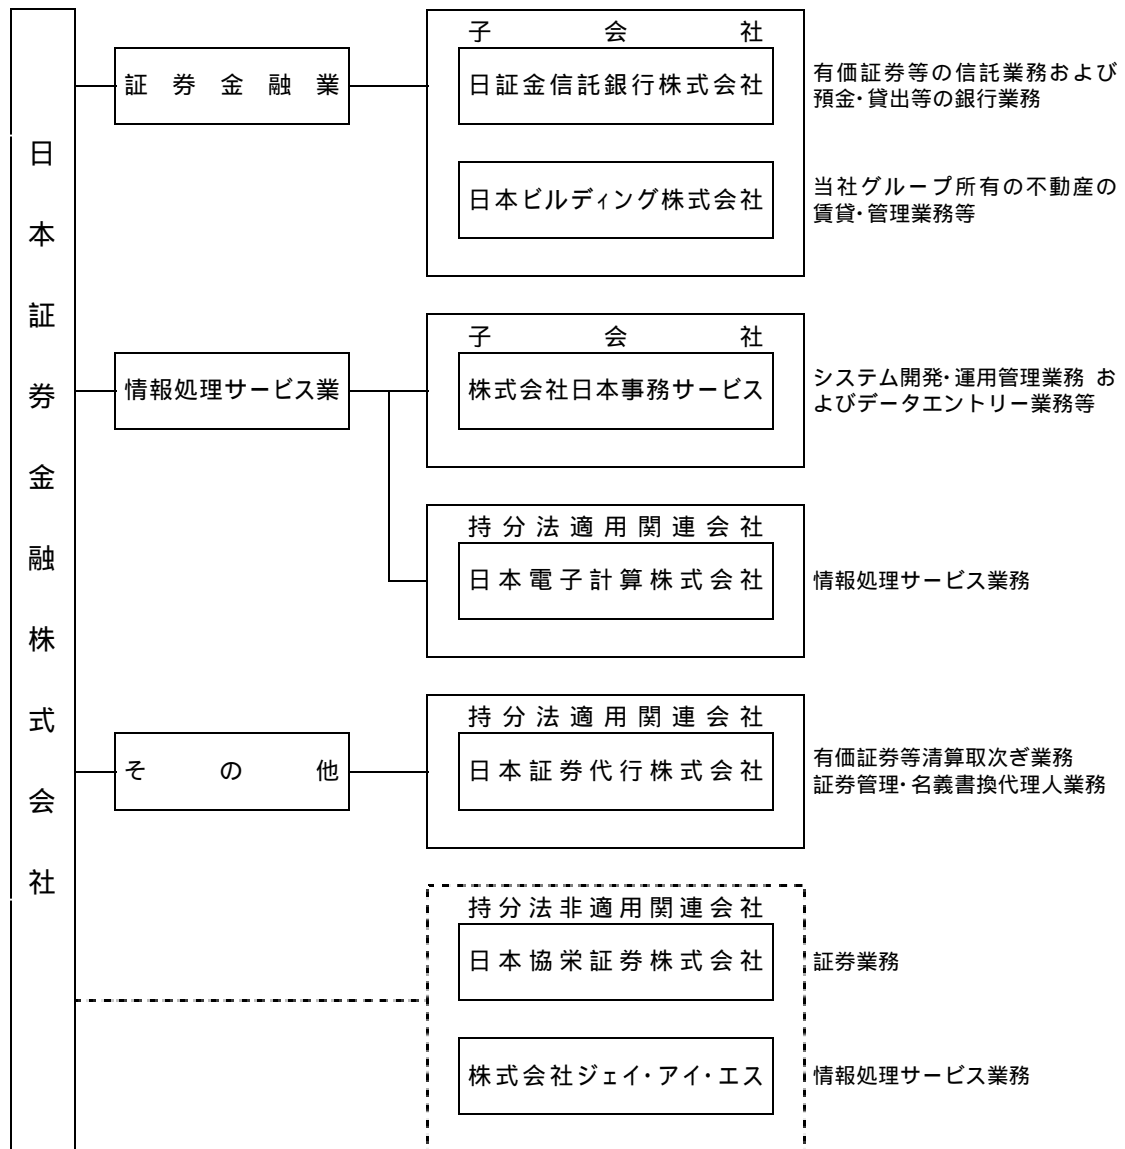 日本証券金融株式会社
証券金融業
子会社
日証金信託銀行株式会社
有価証券等の信託業務および
預金・貸出等の銀行業務
日本ビルディング株式会社
当社グループ所有の不動産の
賃貸・管理業務等
情報処理サービス業
子会社
株式会社日本事務サービス
システム開発・運用管理業務 お
よびデータエントリー業務等
持分法適用関連会社
日本電子計算株式会社
情報処理サービス業務
その他
持分法適用関連会社
日本証券代行株式会社
有価証券等清算取次ぎ業務
証券管理・名義書換代理人業務
持分法非適用関連会社
日本協栄証券株式会社
証券業務
株式会社ジェイ・アイ・エス
情報処理サービス業務